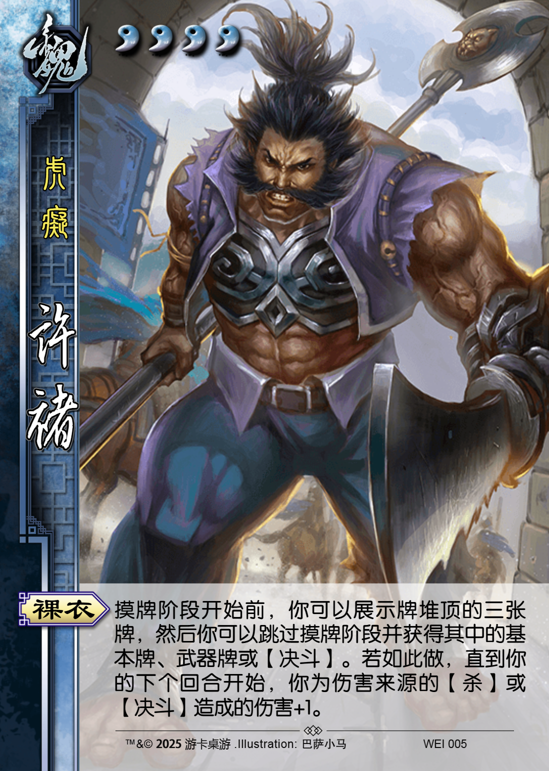 魏
虎癡
许褚
裸衣
摸牌阶段开始前，你可以展示牌堆顶的三张
牌，然后你可以跳过摸牌阶段并获得其中的基
本牌、武器牌或【决斗】。若如此做，直到你
的下个回合开始，你为伤害来源的【杀】或
【决斗】造成的伤害+1。
™&© 2025 游卡桌游 .Illustration: 巴萨小马 WEI 005